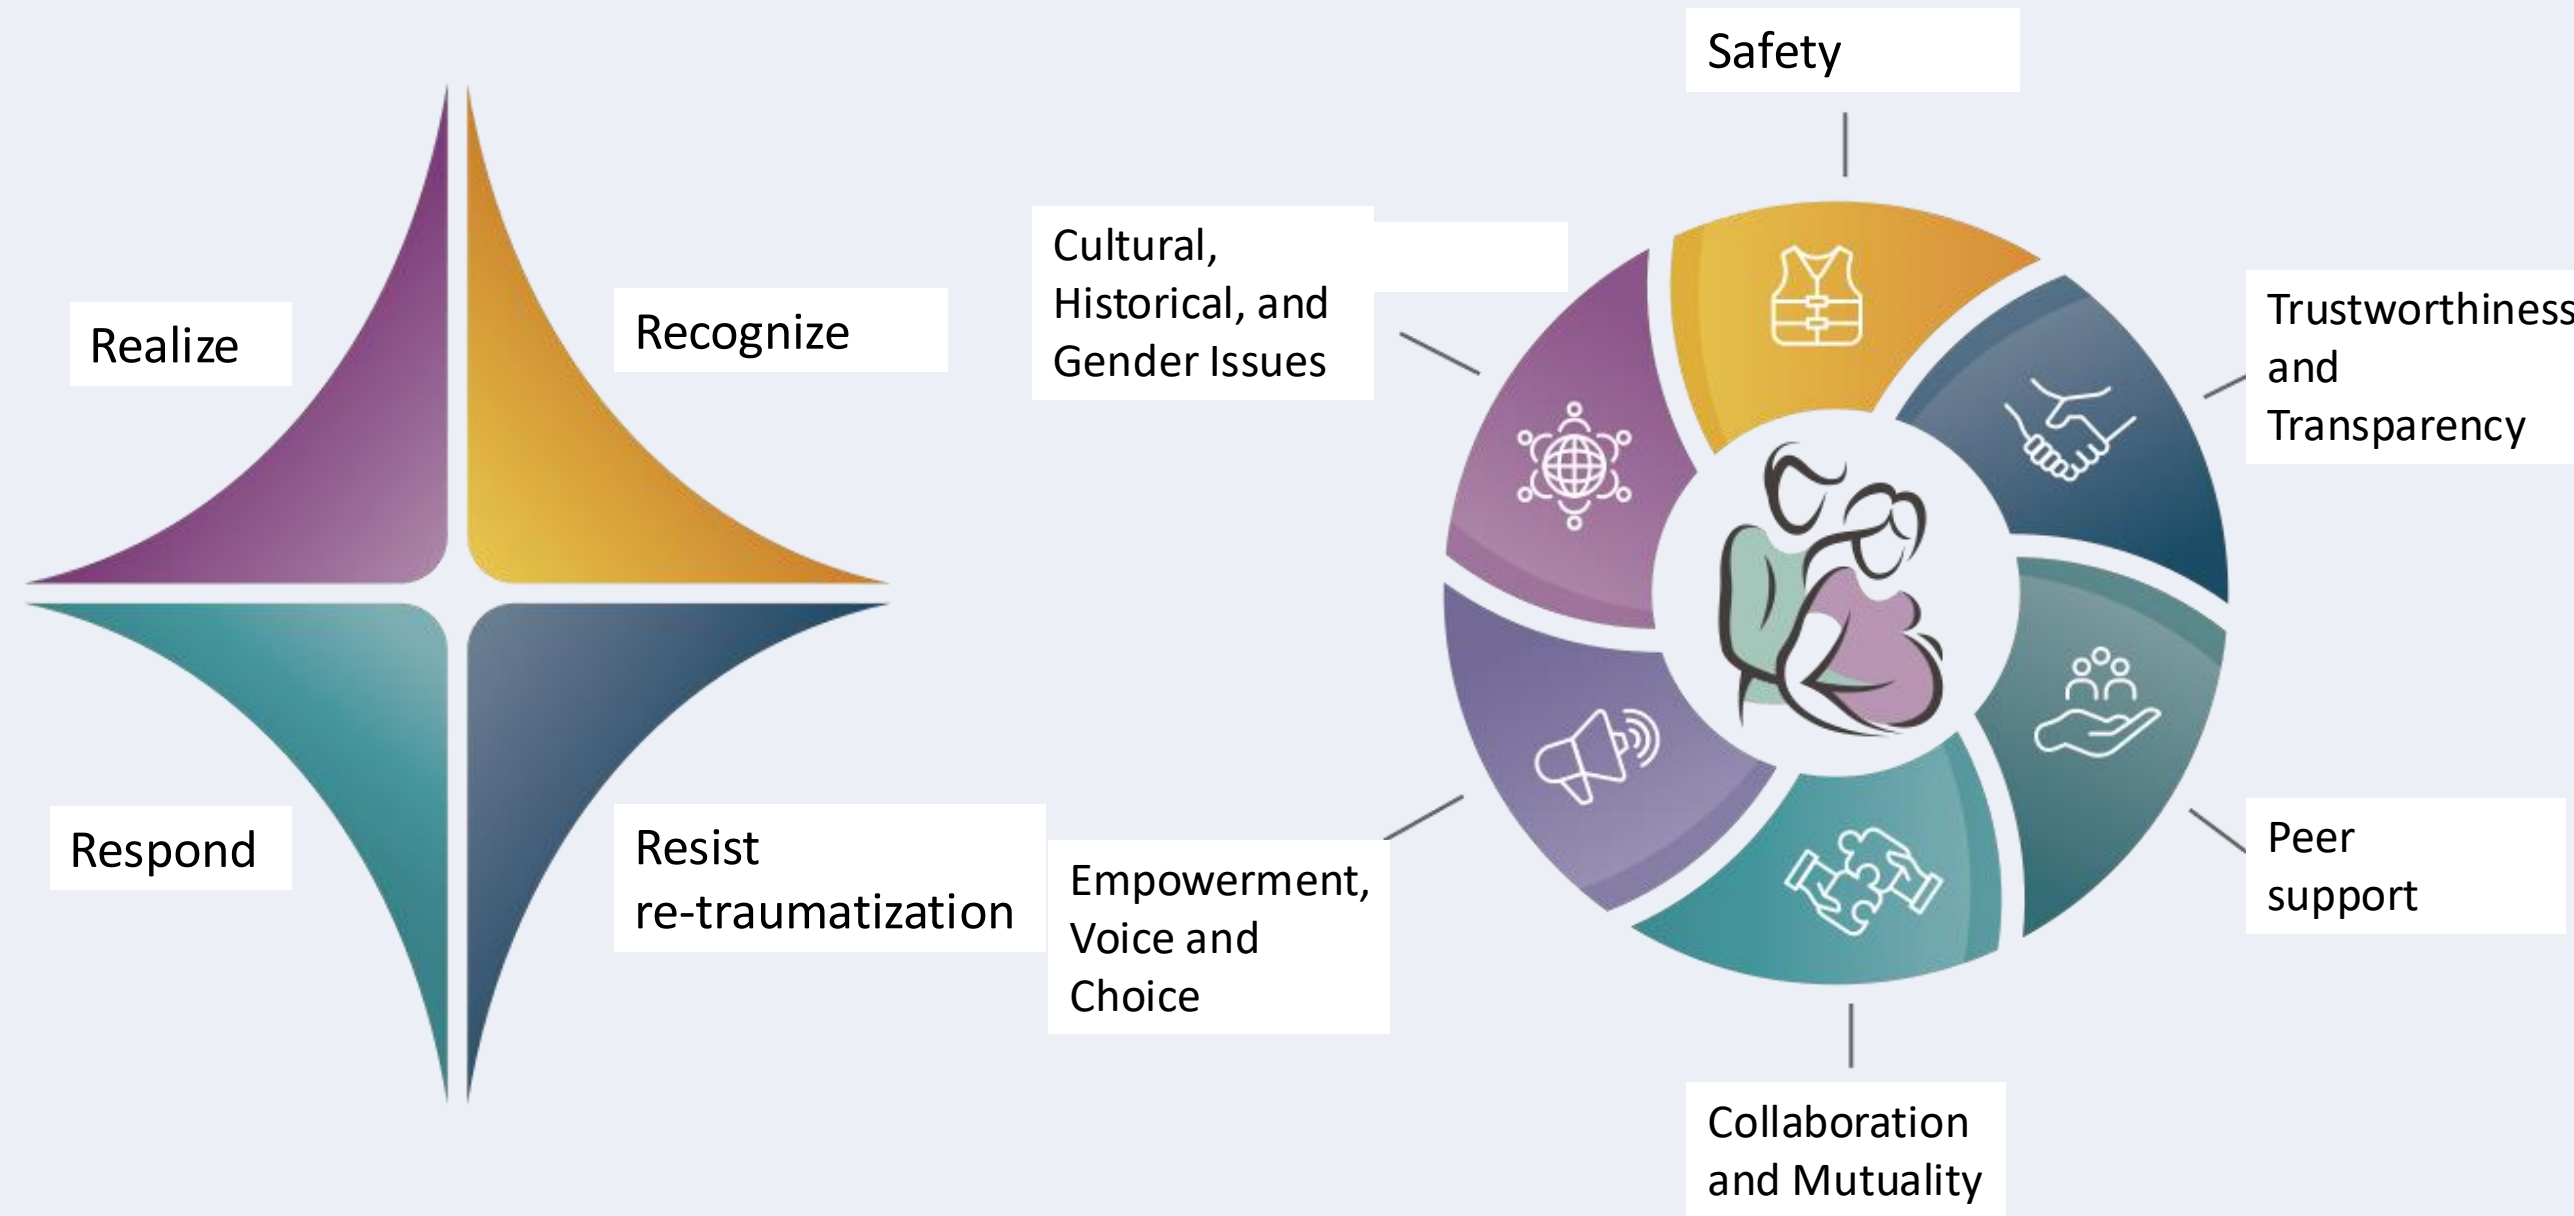 Realize
Recognize
Respond
Resist
re-traumatization
Safety
Trustworthiness
and
Transparency
Peer
support
Collaboration
and Mutuality
Empowerment,
Voice and
Choice
Cultural,
Historical, and
Gender Issues